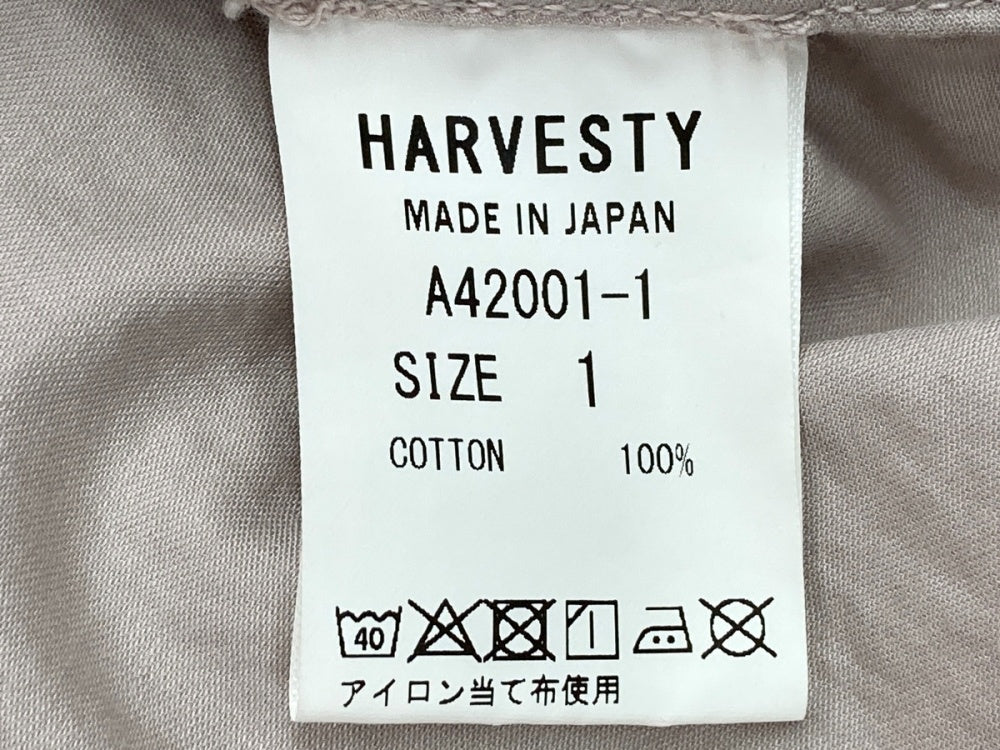 HARVESTY
MADE IN JAPAN
A42001-1
SIZE 1
COTTON 100%
40
アイロン当て布使用